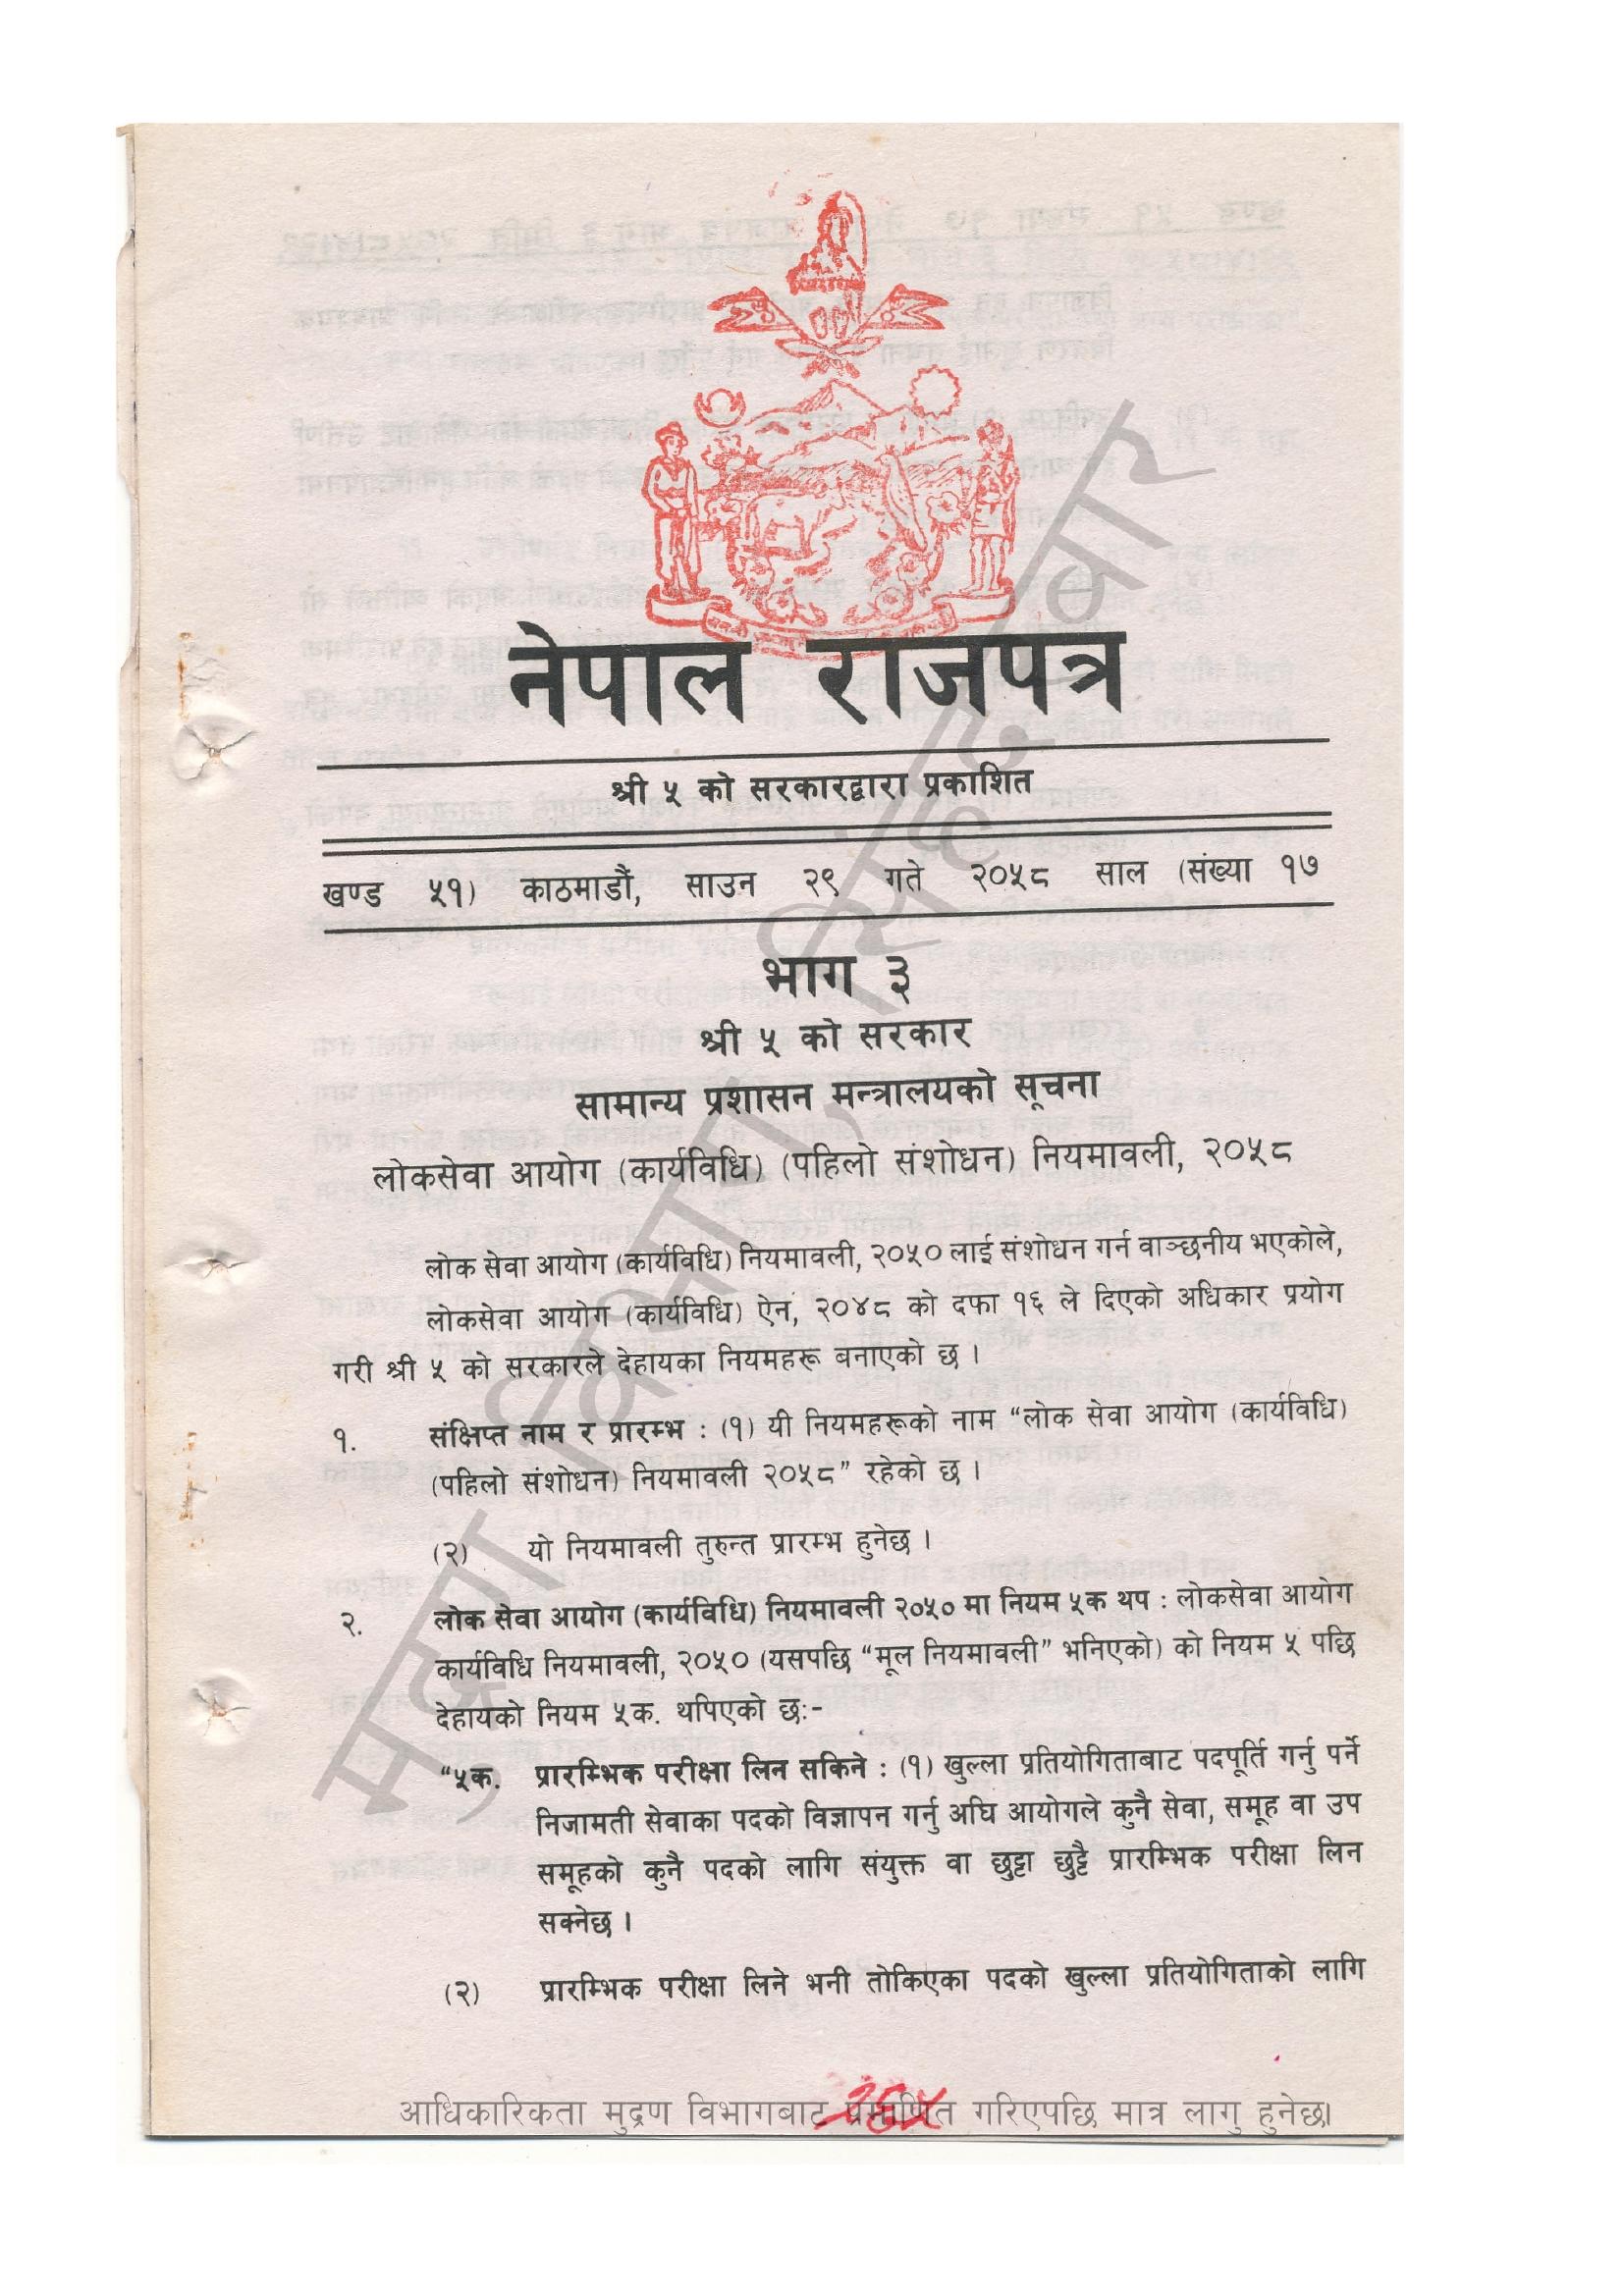 नेपाल राजपत्र
श्री ५ को सरकारद्वारा प्रकाशित
खण्ड ५१) काठमाडौं, साउन २९ गते २०५८ साल (संख्या १७
भाग ३
श्री ५ को सरकार
सामान्य प्रशासन मन्त्रालयको सूचना
लोकसेवा आयोग (कार्यविधि) (पहिलो संशोधन) नियमावली, २०५८
लोक सेवा आयोग (कार्यविधि) नियमावली, २०५० लाई संशोधन गर्न वाञ्छनीय भएकोले,
लोकसेवा आयोग (कार्यविधि) ऐन, २०४८ को दफा १६ ले दिएको अधिकार प्रयोग
गरी श्री ५ को सरकारले देहायका नियमहरू बनाएको छ ।
१. संक्षिप्त नाम र प्रारम्भ : (१) यी नियमहरूको नाम “लोक सेवा आयोग (कार्यविधि)
(पहिलो संशोधन) नियमावली २०५८” रहेको छ ।
(२) यो नियमावली तुरुन्त प्रारम्भ हुनेछ ।
२. लोक सेवा आयोग (कार्यविधि) नियमावली २०५० मा नियम ५क थप : लोकसेवा आयोग
कार्यविधि नियमावली, २०५० (यसपछि “मूल नियमावली” भनिएको) को नियम ५ पछि
देहायको नियम ५क. थपिएको छ:-
“५क. प्रारम्भिक परीक्षा लिन सकिने : (१) खुल्ला प्रतियोगिताबाट पदपूर्ति गर्नु पर्ने
निजामती सेवाका पदको विज्ञापन गर्नु अघि आयोगले कुनै सेवा, समूह वा उप
समूहको कुनै पदको लागि संयुक्त वा छुट्टा छुट्टै प्रारम्भिक परीक्षा लिन
सक्नेछ ।
(२) प्रारम्भिक परीक्षा लिने भनी तोकिएका पदको खुल्ला प्रतियोगिताको लागि
२६५
आधिकारिकता मुद्रण विभागबाट प्रमाणित गरिएपछि मात्र लागु हुनेछ।
मुद्रण विभाग, सिंहदरबार